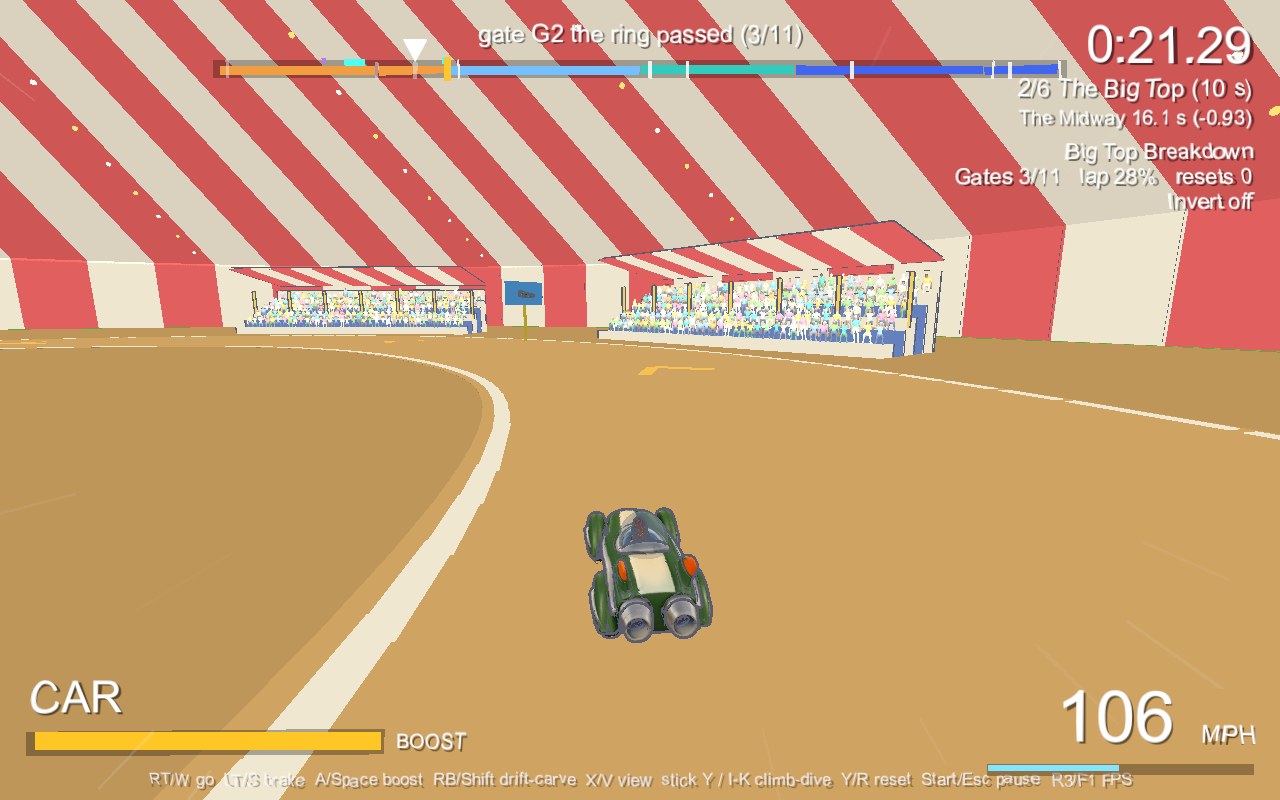 gate G2 the ring passed (3/11)
0:21.29
2/6 The Big Top (10 s)
The Midway 16.1 s (-0.93)
Big Top Breakdown
Gates 3/11 lap 28% resets 0
Invert off
CAR
BOOST
106 MPH
RT/W go LT/S brake A/Space boost RB/Shift drift-carve X/V view stick Y / I-K climb-dive Y/R reset Start/Esc pause R3/F1 FPS